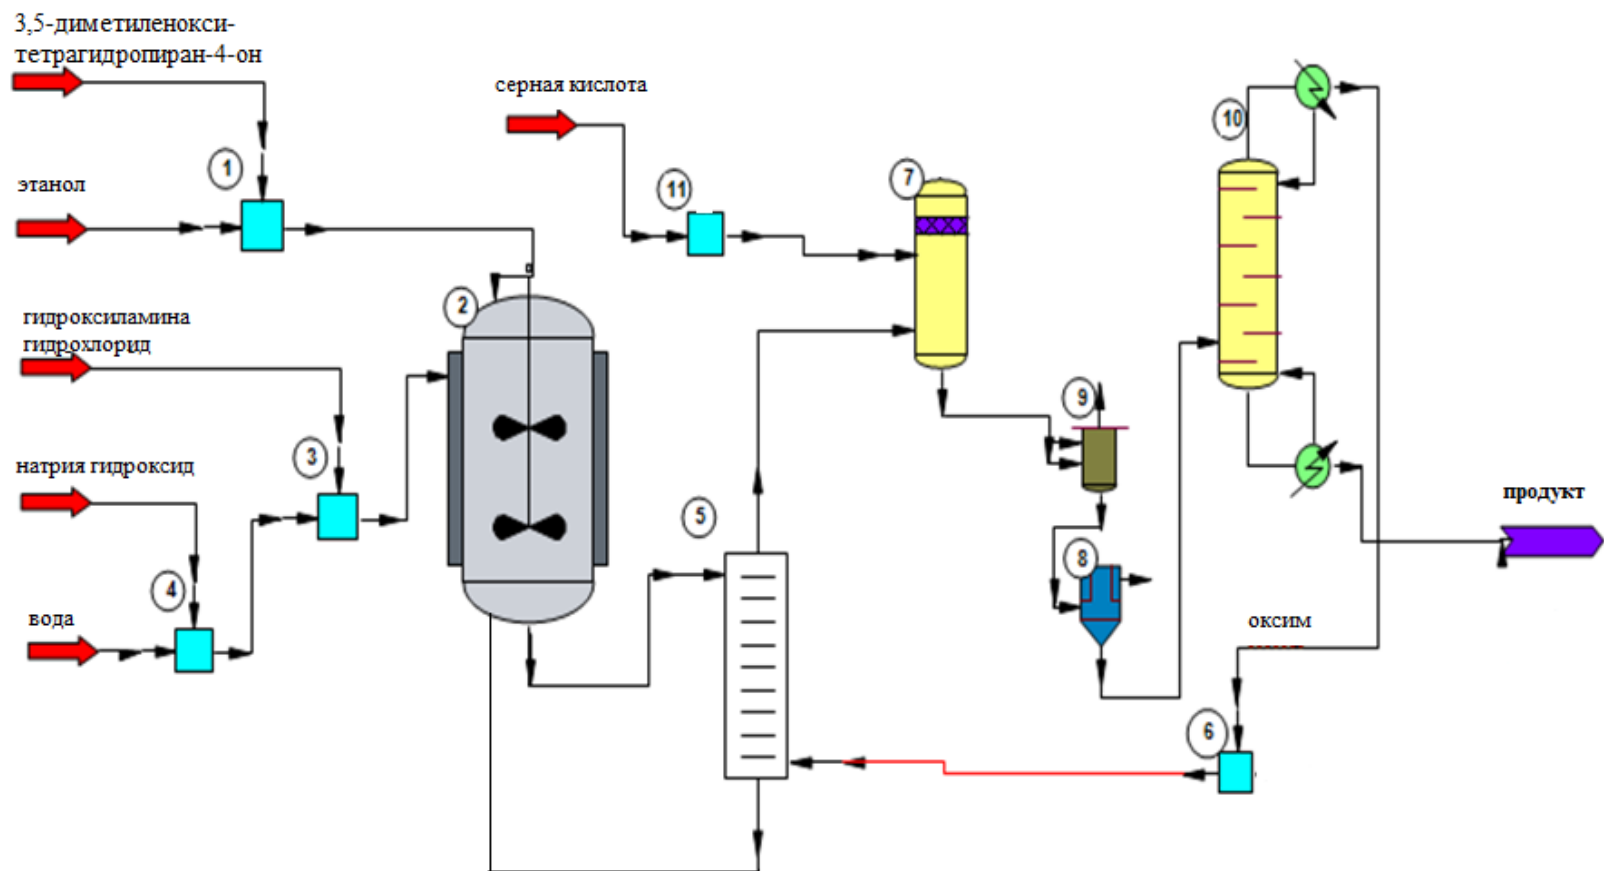 3,5-диметиленокси-
тетрагидропиран-4-он
серная кислота
10
1
7
этанол
11
2
гидроксиламина
гидрохлорид
9
3
натрия гидроксид
продукт
5
8
4
вода
оксим
6